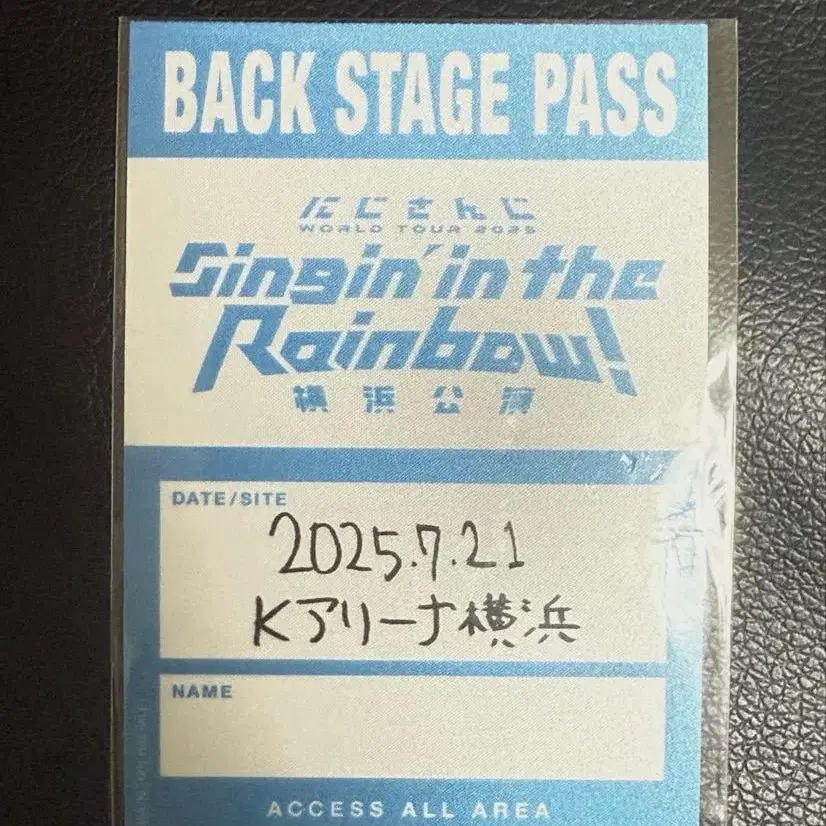 BACK STAGE PASS
にじさんじ
WORLD TOUR 2025
Singin' in the
Rainbow!
横浜公演
DATE/SITE
2025.7.21
Kアリーナ横浜
NAME
ACCESS ALL AREA